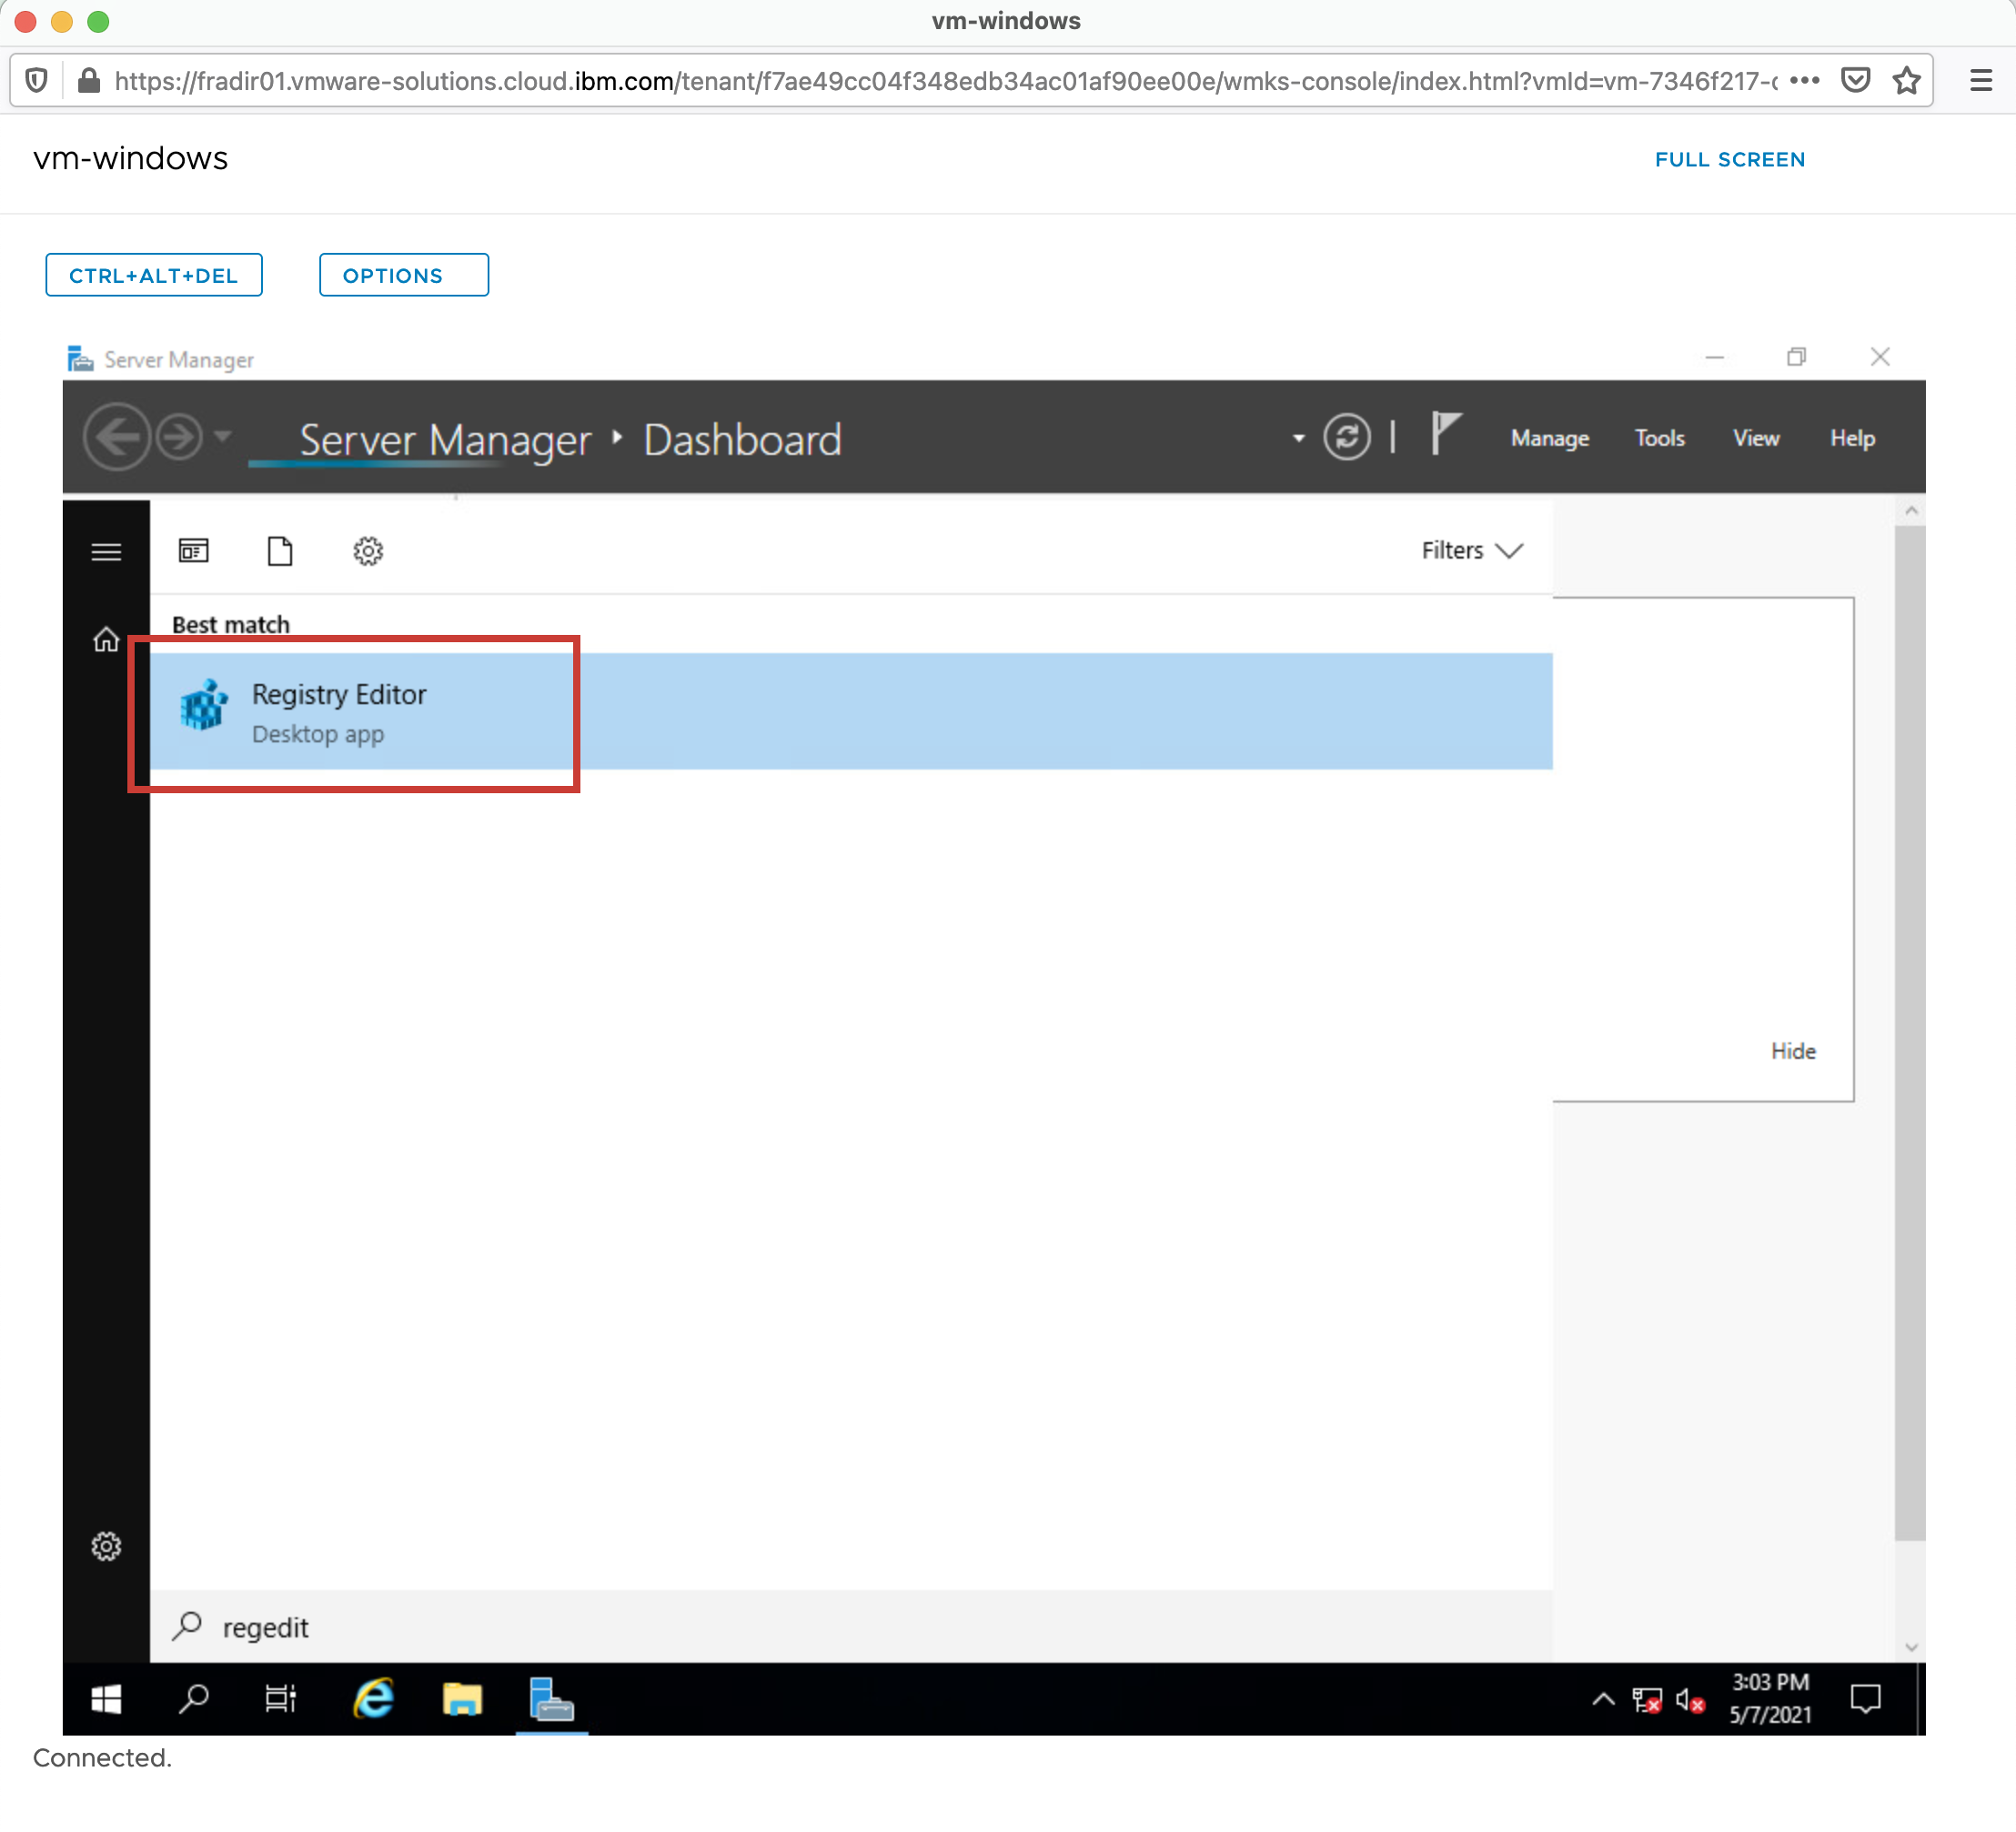 vm-windows
https://fradir01.vmware-solutions.cloud.ibm.com/tenant/f7ae49cc04f348edb34ac01af90ee00e/wmks-console/index.html?vmId=vm-7346f217-c
vm-windows
FULL SCREEN
CTRL+ALT+DEL OPTIONS
Server Manager
Server Manager Dashboard
Manage Tools View Help
Filters
Best match
Registry Editor
Desktop app
Hide
regedit
3:03 PM
5/7/2021
Connected.